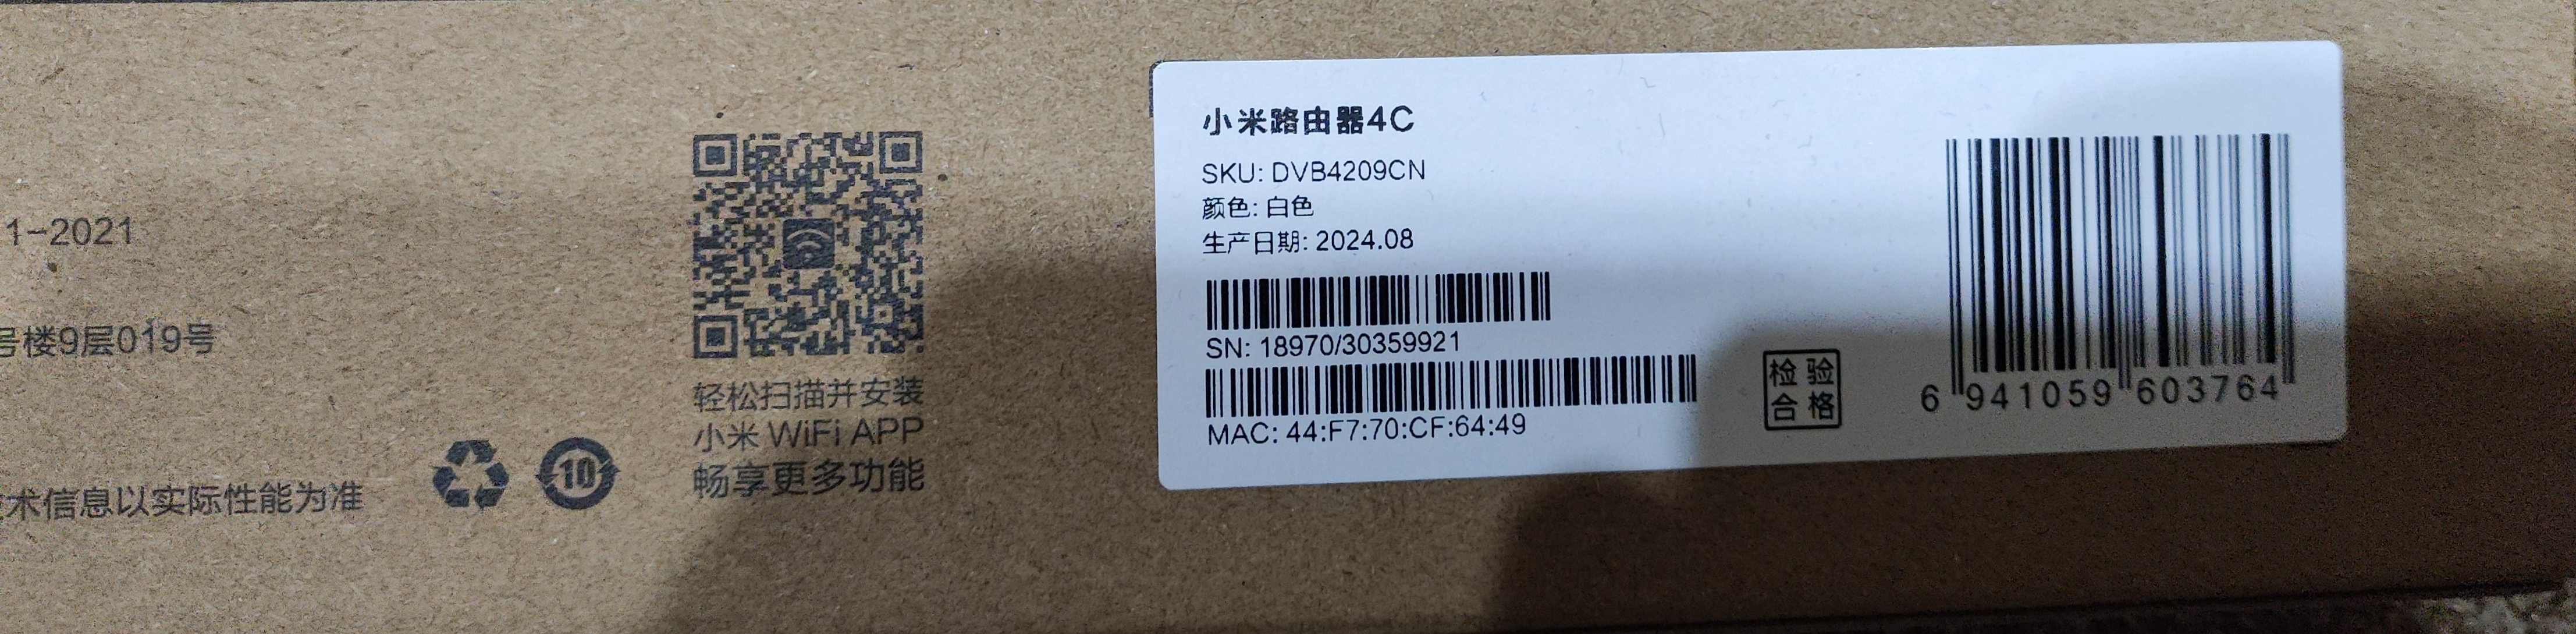 1-2021
号楼9层019号
术信息以实际性能为准
10
轻松扫描并安装
小米 WiFi APP
畅享更多功能
小米路由器4C
SKU: DVB4209CN
颜色: 白色
生产日期: 2024.08
SN: 18970/30359921
MAC: 44:F7:70:CF:64:49
检验
合格
6 941059 603764